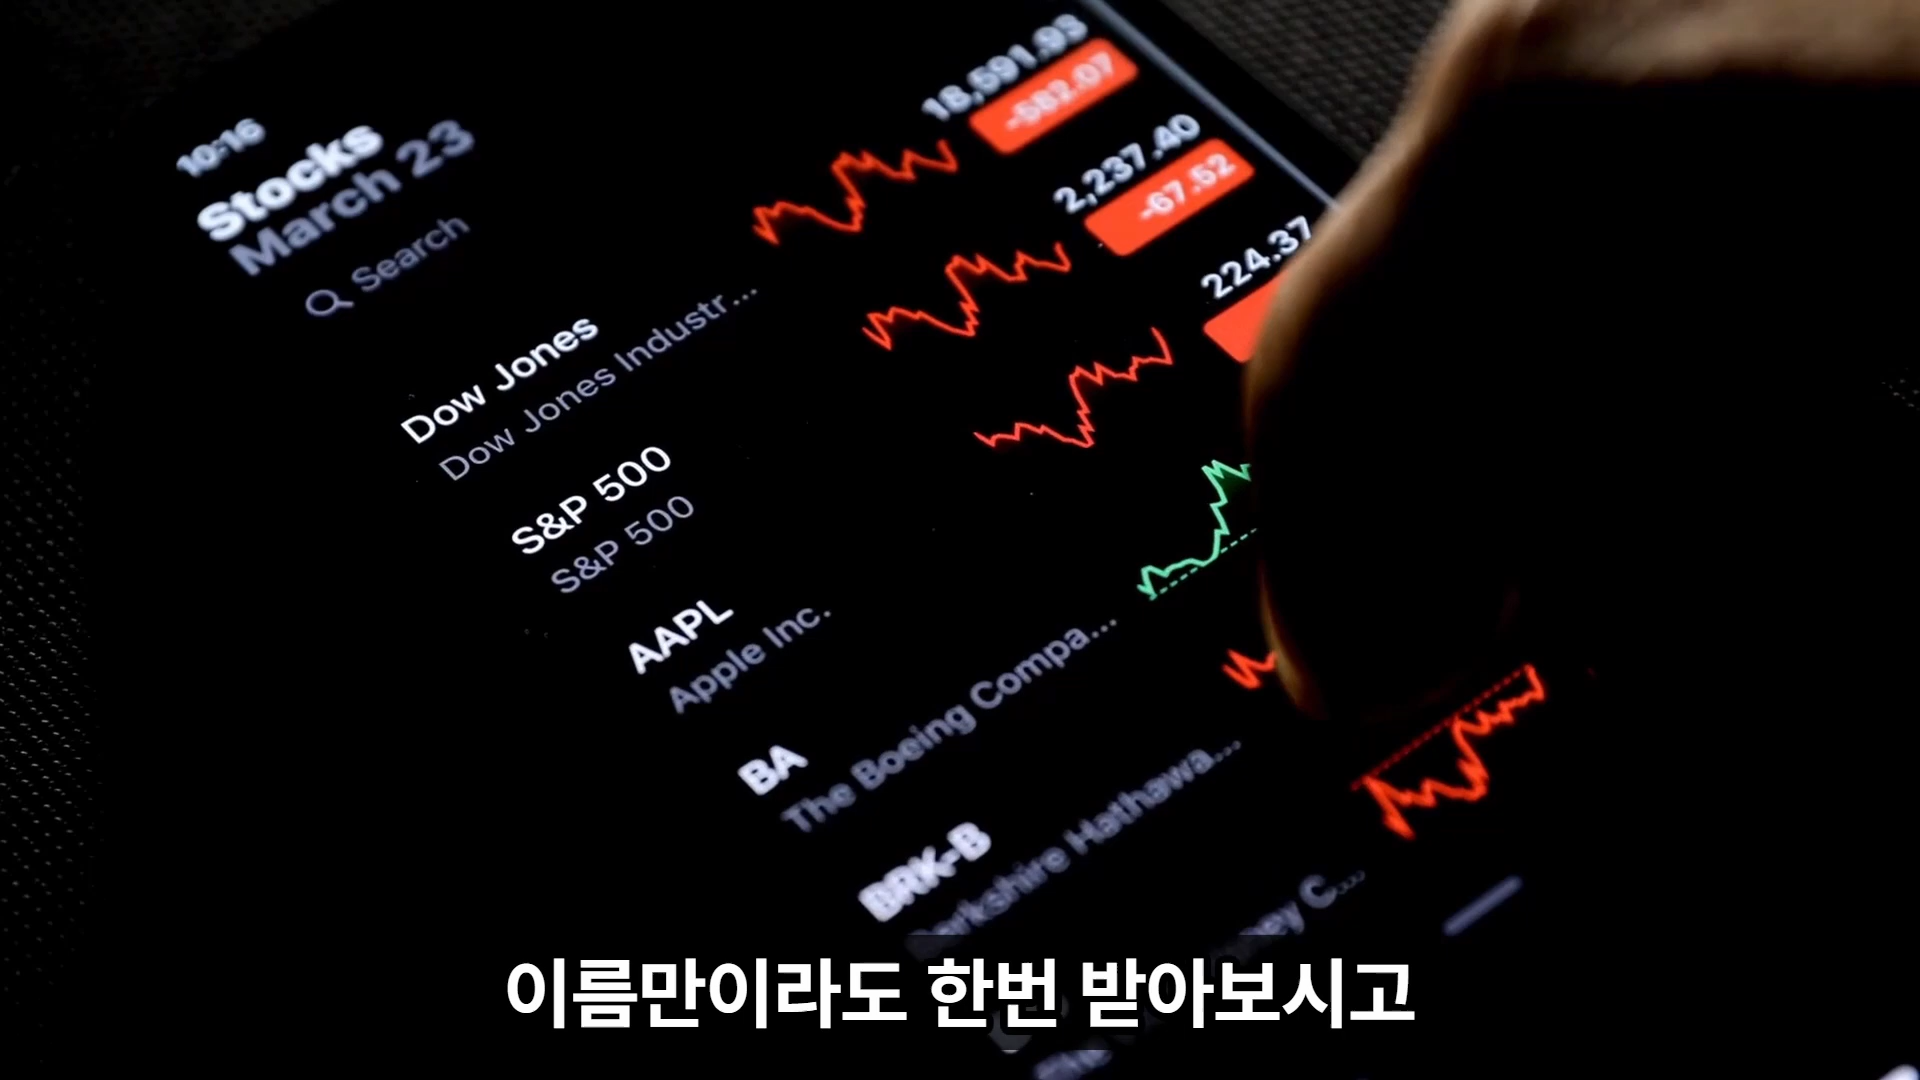 10:16
Stocks
March 23
Search
Dow Jones
Dow Jones Industr...
18,591.93
-582.07
S&P 500
S&P 500
2,237.40
-67.52
AAPL
Apple Inc.
224.37
BA
The Boeing Compa...
BRK-B
Berkshire Hathawa...
이름만이라도 한번 받아보시고